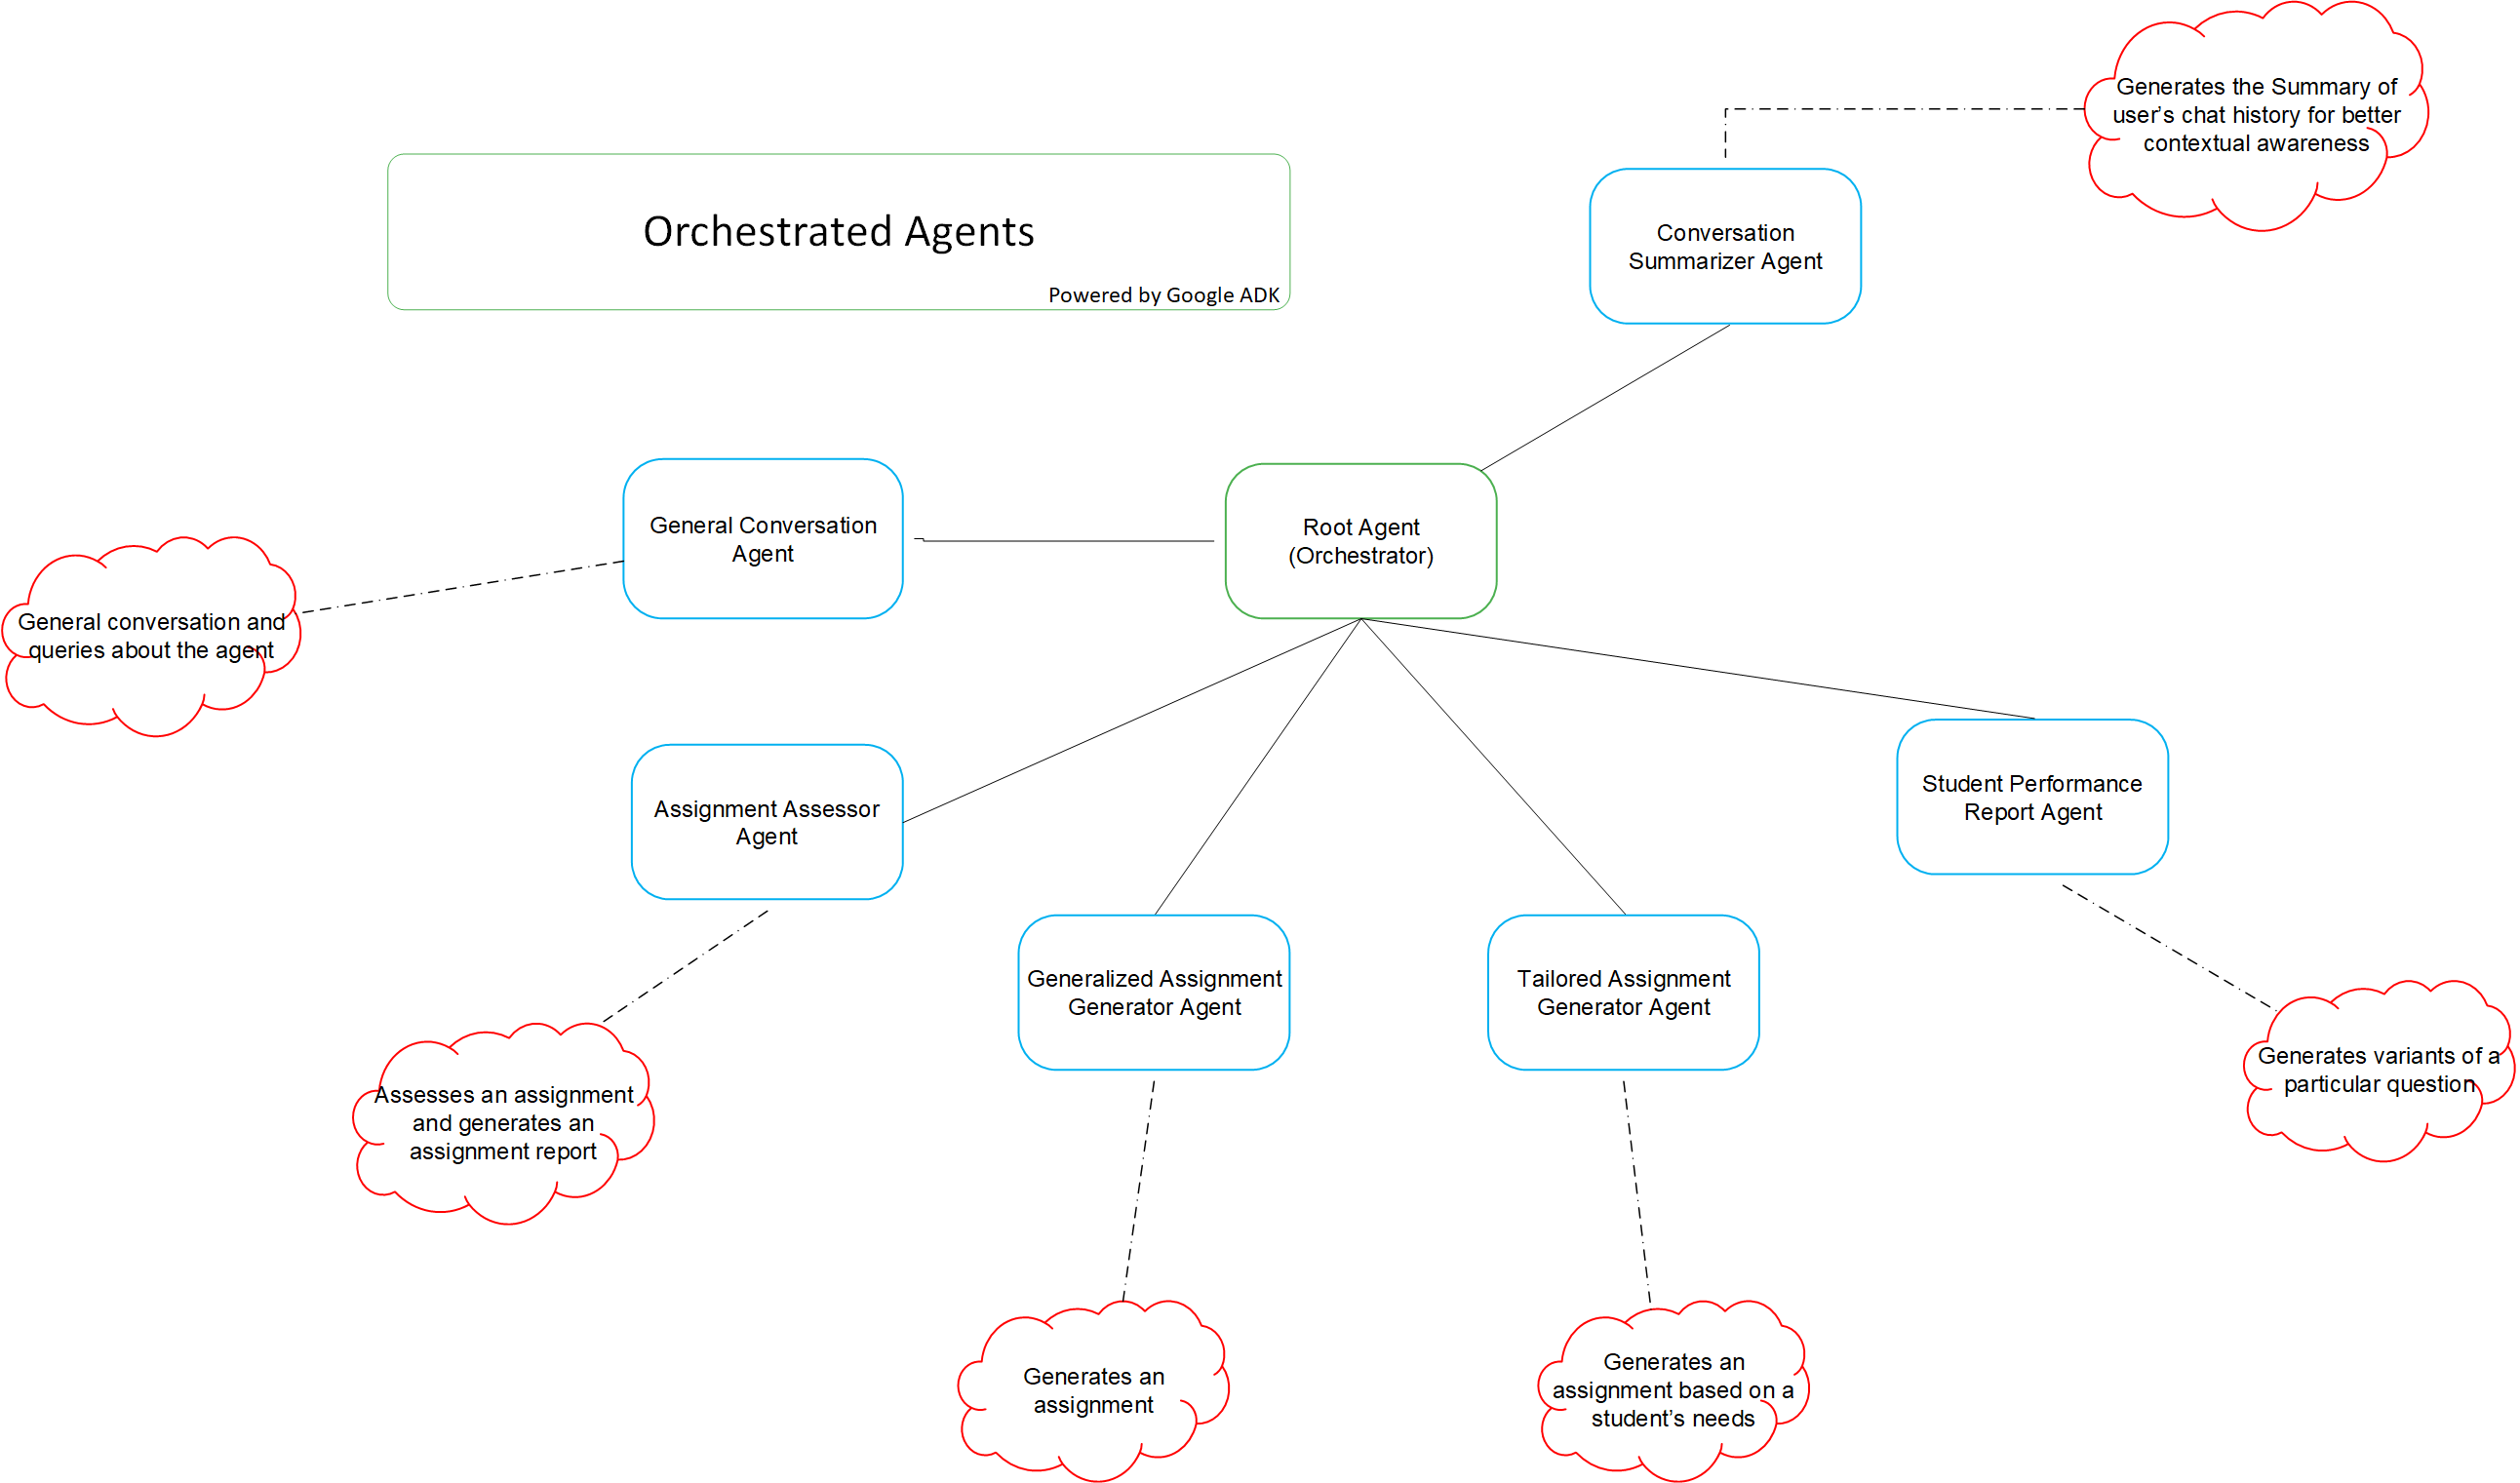 Generates the Summary of
user's chat history for better
contextual awareness
Orchestrated Agents
Powered by Google ADK
Conversation
Summarizer Agent
General Conversation
Agent
Root Agent
(Orchestrator)
General conversation and
queries about the agent
Assignment Assessor
Agent
Student Performance
Report Agent
Generalized Assignment
Generator Agent
Tailored Assignment
Generator Agent
Assesses an assignment
and generates an
assignment report
Generates variants of a
particular question
Generates an
assignment
Generates an
assignment based on a
student’s needs